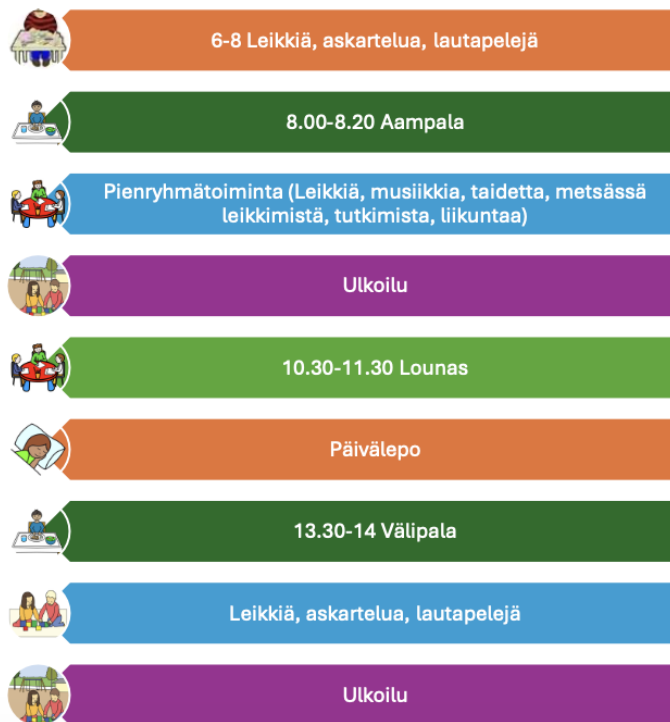 6-8 Leikkiä, askartelua, lautapelejä
8.00-8.20 Aampala
Pienryhmätoiminta (Leikkiä, musiikkia, taidetta, metsässä
leikkimistä, tutkimista, liikuntaa)
Ulkoilu
10.30-11.30 Lounas
Päivälepo
13.30-14 Välipala
Leikkiä, askartelua, lautapelejä
Ulkoilu